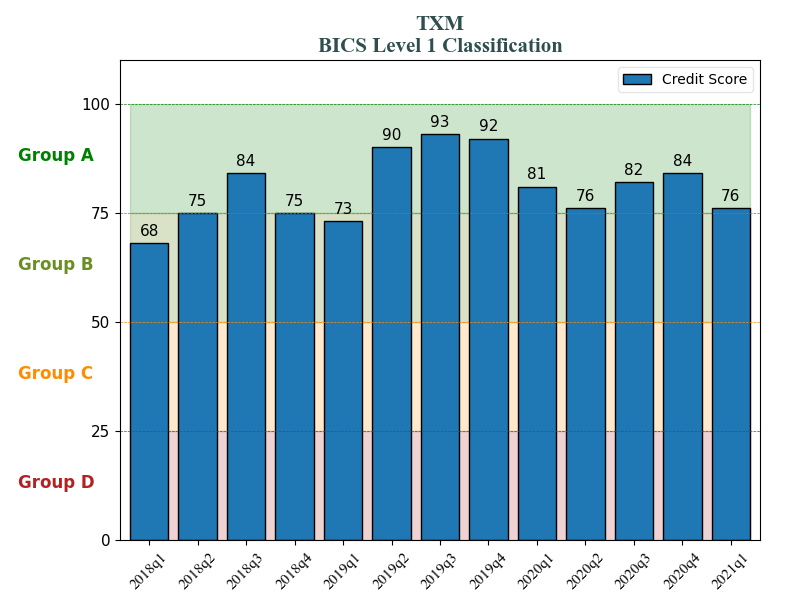 TXM
BICS Level 1 Classification
Credit Score
100
Group A
75
Group B
50
Group C
25
Group D
0
68
75
84
75
73
90
93
92
81
76
82
84
76
2018q1
2018q2
2018q3
2018q4
2019q1
2019q2
2019q3
2019q4
2020q1
2020q2
2020q3
2020q4
2021q1